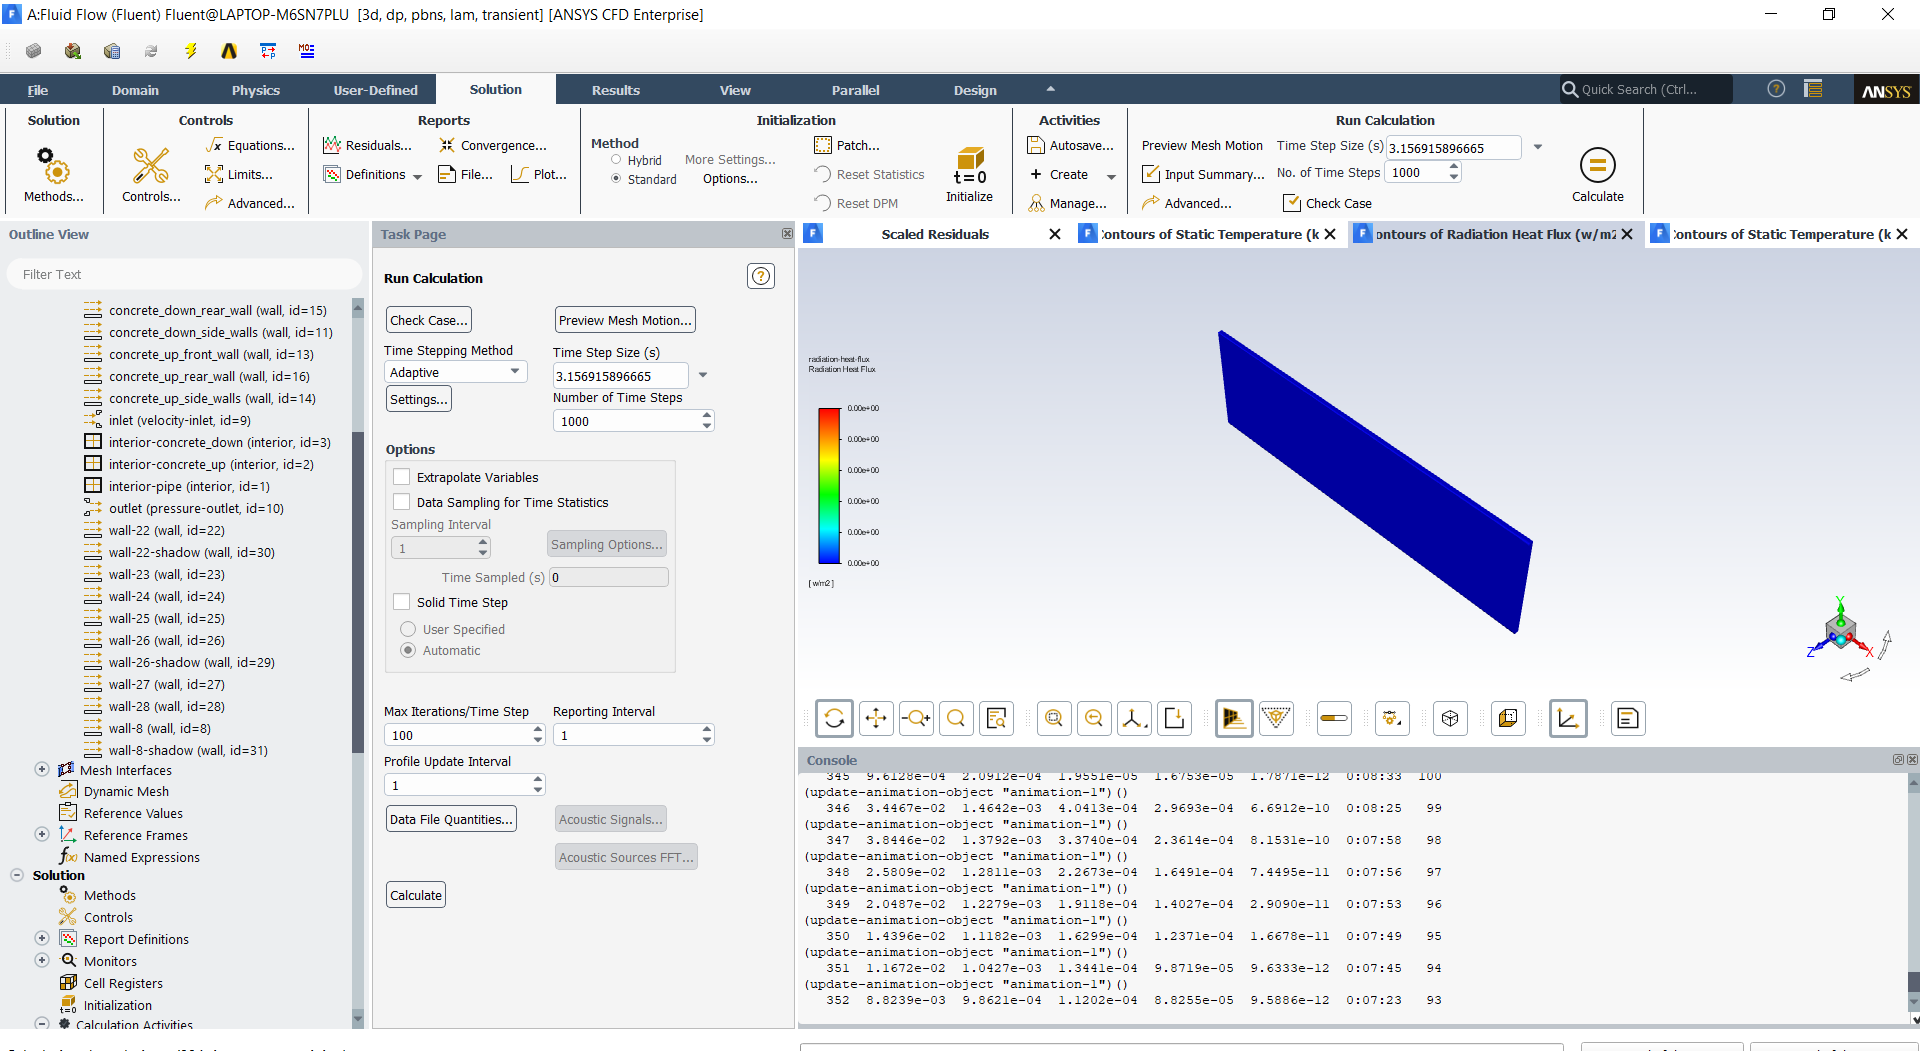 A:Fluid Flow (Fluent) Fluent@LAPTOP-M6SN7PLU [3d, dp, pbns, lam, transient] [ANSYS CFD Enterprise]
File
Domain
Physics
User-Defined
Solution
Results
View
Parallel
Design
Quick Search (Ctrl...
ANSYS
Solution
Methods...
Controls
Controls...
Equations...
Limits...
Advanced...
Reports
Residuals...
Convergence...
Definitions
File...
Plot...
Initialization
Method
Hybrid
More Settings...
Standard
Options...
Patch...
Reset Statistics
Reset DPM
t=0
Initialize
Activities
Autosave...
Create
Manage...
Run Calculation
Preview Mesh Motion
Time Step Size (s) 3.156915896665
Input Summary...
No. of Time Steps 1000
Advanced...
Check Case
Calculate
Outline View
Filter Text
concrete_down_rear_wall (wall, id=15)
concrete_down_side_walls (wall, id=11)
concrete_up_front_wall (wall, id=13)
concrete_up_rear_wall (wall, id=16)
concrete_up_side_walls (wall, id=14)
inlet (velocity-inlet, id=9)
interior-concrete_down (interior, id=3)
interior-concrete_up (interior, id=2)
interior-pipe (interior, id=1)
outlet (pressure-outlet, id=10)
wall-22 (wall, id=22)
wall-22-shadow (wall, id=30)
wall-23 (wall, id=23)
wall-24 (wall, id=24)
wall-25 (wall, id=25)
wall-26 (wall, id=26)
wall-26-shadow (wall, id=29)
wall-27 (wall, id=27)
wall-28 (wall, id=28)
wall-8 (wall, id=8)
wall-8-shadow (wall, id=31)
Mesh Interfaces
Dynamic Mesh
Reference Values
Reference Frames
Named Expressions
Solution
Methods
Controls
Report Definitions
Monitors
Cell Registers
Initialization
Calculation Activities
Task Page
Run Calculation
Check Case...
Preview Mesh Motion...
Time Stepping Method
Time Step Size (s)
Adaptive
3.156915896665
Settings...
Number of Time Steps
1000
Options
Extrapolate Variables
Data Sampling for Time Statistics
Sampling Interval
1
Sampling Options...
Time Sampled (s) 0
Solid Time Step
User Specified
Automatic
Max Iterations/Time Step
Reporting Interval
100
1
Profile Update Interval
1
Data File Quantities...
Acoustic Signals...
Acoustic Sources FFT...
Calculate
Scaled Residuals
ontours of Static Temperature (k
ontours of Radiation Heat Flux (w/m2
ontours of Static Temperature (k
radiation-heat-flux
Radiation Heat Flux
0.00e+00
0.00e+00
0.00e+00
0.00e+00
0.00e+00
0.00e+00
[ w/m2 ]
Y
Z
X
Console
345 9.6128e-04 2.0912e-04 1.9551e-05 1.6753e-05 1.7871e-12 0:08:33 100
(update-animation-object "animation-1")()
346 3.4467e-02 1.4642e-03 4.0413e-04 2.9693e-04 6.6912e-10 0:08:25 99
(update-animation-object "animation-1")()
347 3.8446e-02 1.3792e-03 3.3740e-04 2.3614e-04 8.1531e-10 0:07:58 98
(update-animation-object "animation-1")()
348 2.5809e-02 1.2811e-03 2.2673e-04 1.6491e-04 7.4495e-11 0:07:56 97
(update-animation-object "animation-1")()
349 2.0487e-02 1.2279e-03 1.9118e-04 1.4027e-04 2.9090e-11 0:07:53 96
(update-animation-object "animation-1")()
350 1.4396e-02 1.1182e-03 1.6299e-04 1.2371e-04 1.6678e-11 0:07:49 95
(update-animation-object "animation-1")()
351 1.1672e-02 1.0427e-03 1.3441e-04 9.8719e-05 9.6333e-12 0:07:45 94
(update-animation-object "animation-1")()
352 8.8239e-03 9.8621e-04 1.1202e-04 8.8255e-05 9.5886e-12 0:07:23 93